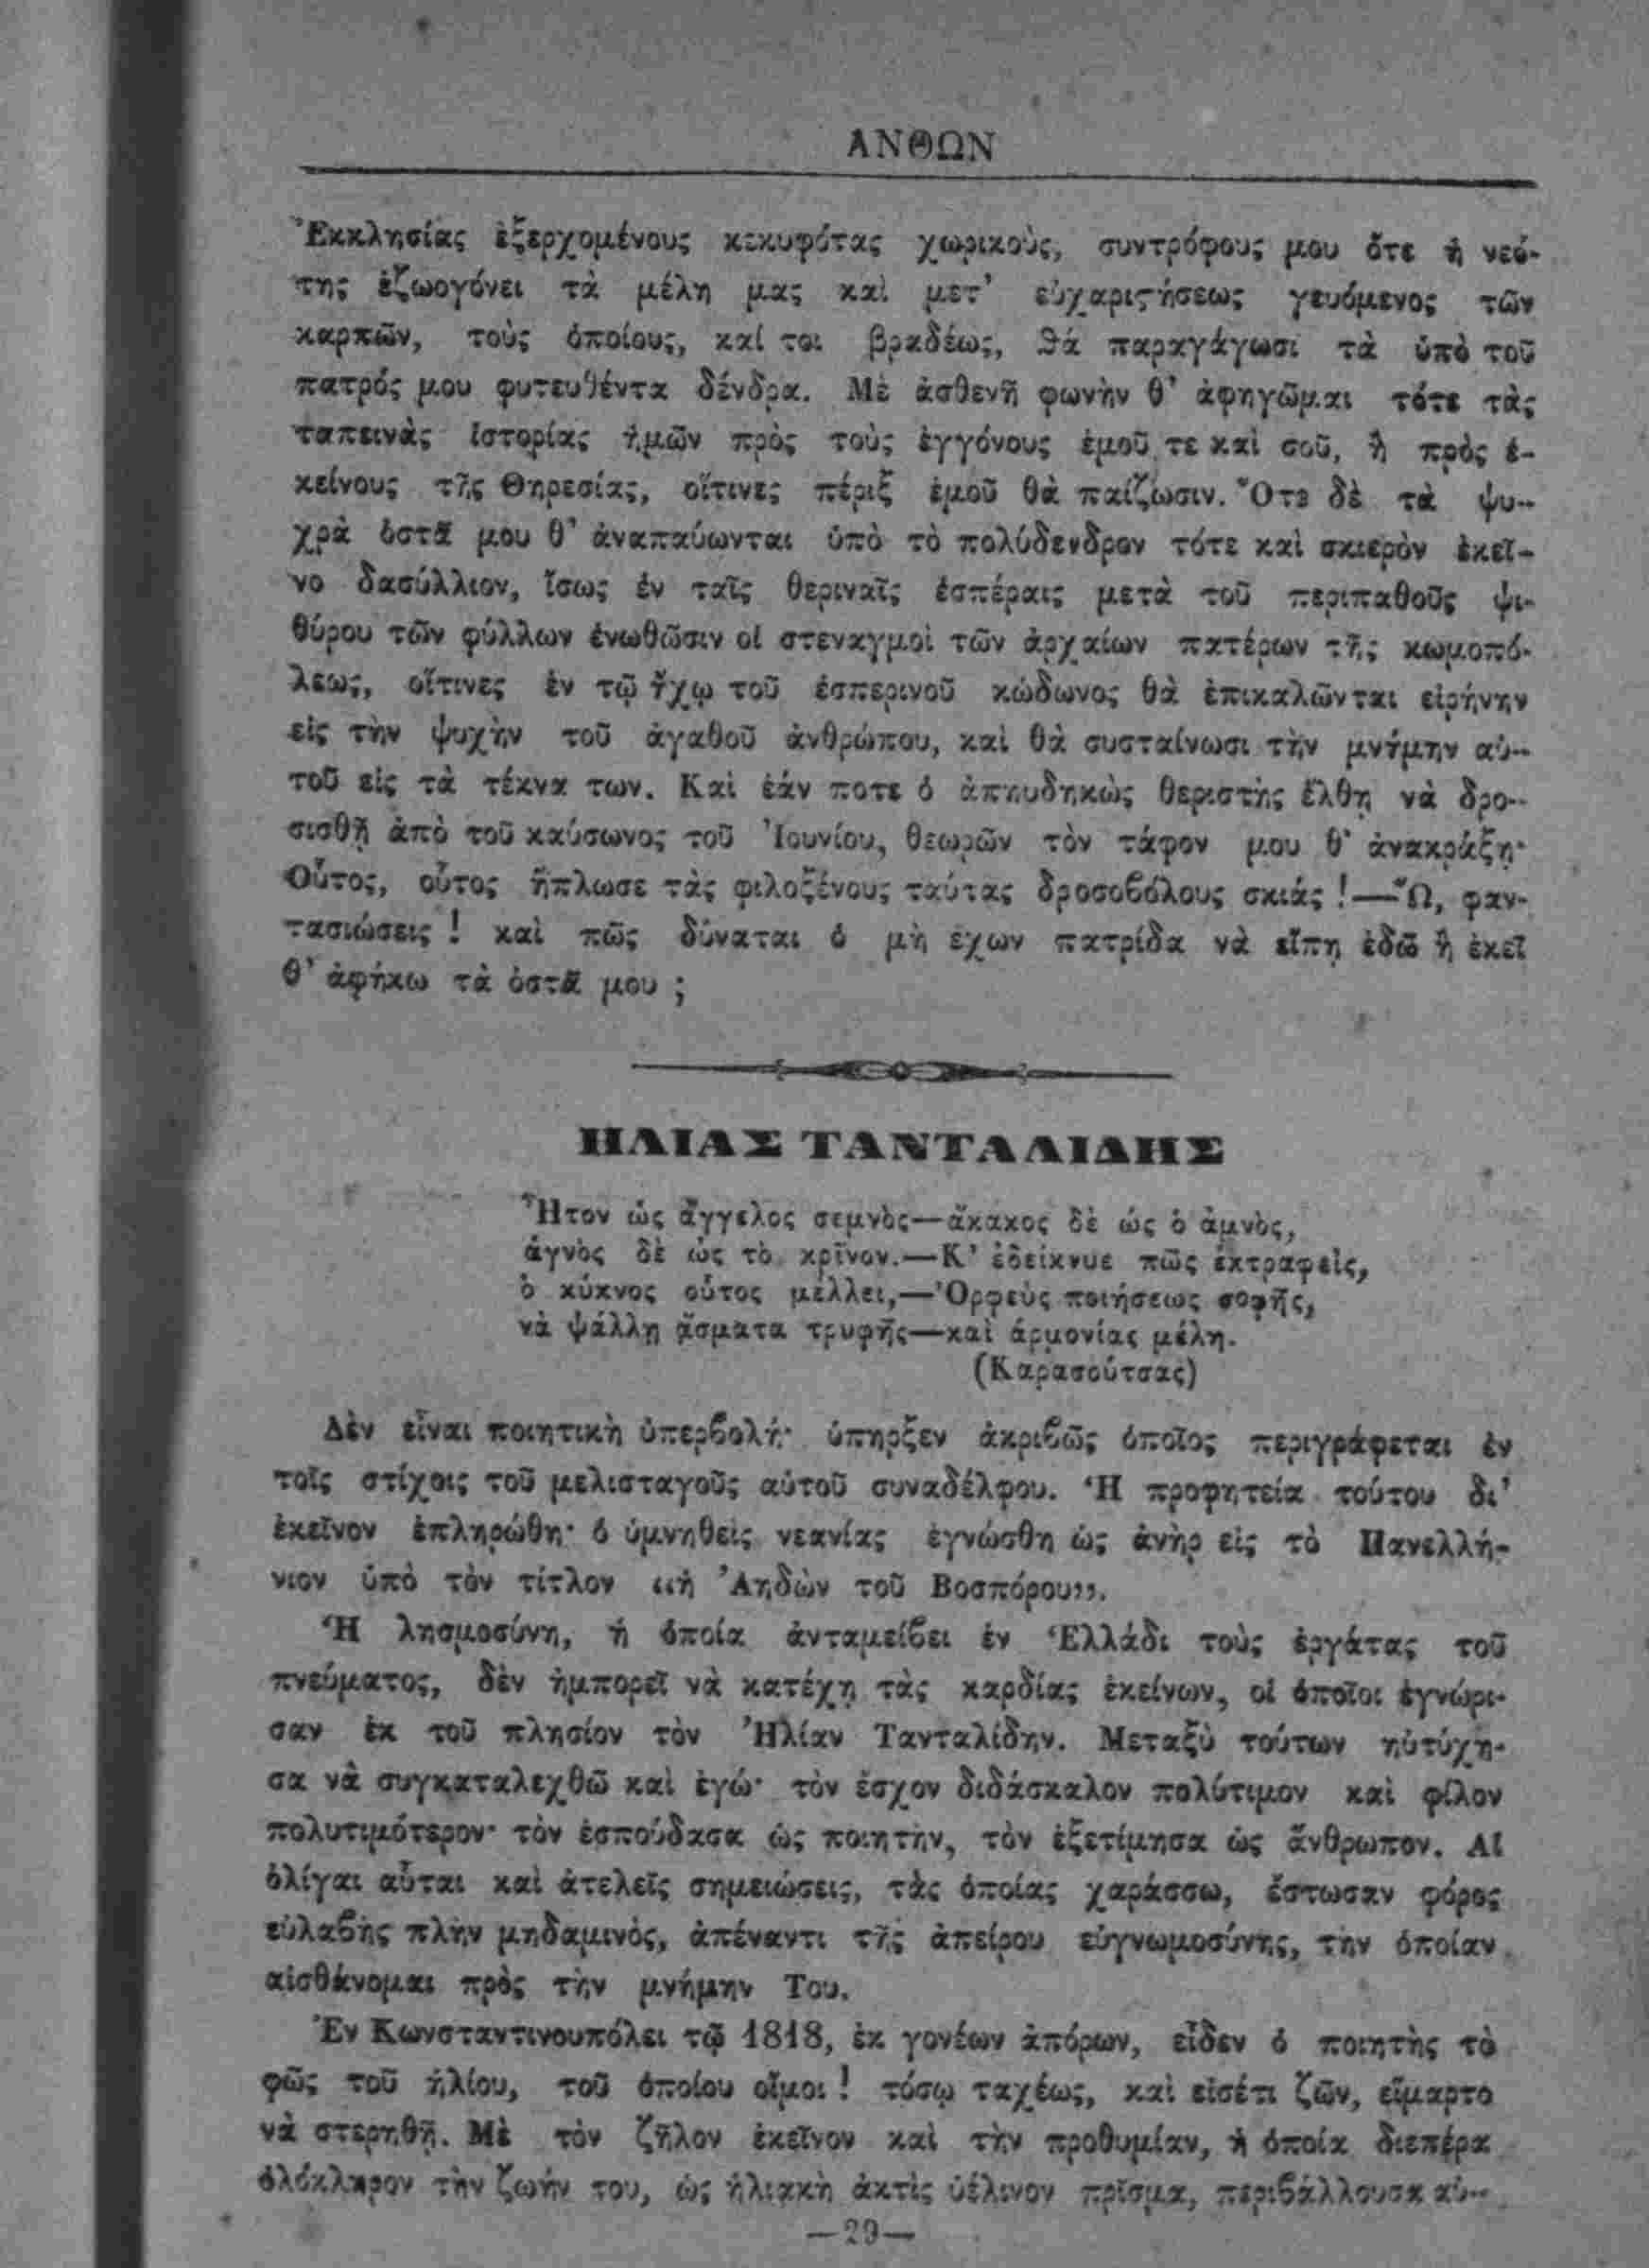 ΑΝΘΩΝ
Ἐκκλησίας ἐξερχομένους κεκυφότας χωρικοὺς, συντρόφους μου ὅτε ἡ νεό-
της ἐζωογόνει τὰ μέλη μας καὶ μετ' εὐχαριστήσεως γευόμενος τῶν
καρπῶν, τοὺς ὁποίους, καί τοι βραδέως, θά παραγάγωσι τὰ ὑπὸ τοῦ
πατρός μου φυτευθέντα δένδρα. Μὲ ἀσθενῆ φωνὴν θ' ἀφηγῶμαι τότε τὰς
ταπεινὰς ἱστορίας ἡμῶν πρὸς τοὺς ἐγγόνους ἐμοῦ τε καὶ σοῦ, ἢ πρὸς ἐ-
κείνους τῆς Θηρεσίας, οἵτινες πέριξ ἐμοῦ θὰ παίζωσιν. Ὅτε δὲ τὰ ψυ-
χρὰ ὀστᾶ μου θ' ἀναπαύωνται ὑπὸ τὸ πολύδενδρον τότε καὶ σκιερὸν ἐκεῖ-
νο δασύλλιον, ἴσως ἐν ταῖς θεριναῖς ἑσπέραις μετὰ τοῦ περιπαθοῦς ψι-
θύρου τῶν φύλλων ἑνωθῶσιν οἱ στεναγμοὶ τῶν ἀρχαίων πατέρων τῆς κωμοπό-
λεως, οἵτινες ἐν τῷ ἤχῳ τοῦ ἑσπερινοῦ κώδωνος θὰ ἐπικαλῶνται εἰρήνην
εἰς τὴν ψυχὴν τοῦ ἀγαθοῦ ἀνθρώπου, καὶ θὰ συσταίνωσι τὴν μνήμην αὐ-
τοῦ εἰς τὰ τέκνα των. Καὶ ἐάν ποτε ὁ ἀπηυδηκὼς θεριστὴς ἔλθῃ νὰ δρο-
σισθῇ ἀπὸ τοῦ καύσωνος τοῦ Ἰουνίου, θεωρῶν τὸν τάφον μου θ' ἀνακράξῃ·
Οὗτος, οὗτος ἥπλωσε τὰς φιλοξένους ταύτας δροσοβόλους σκιάς!—Ὦ, φαν-
τασιώσεις! καὶ πῶς δύναται ὁ μὴ ἔχων πατρίδα νὰ εἴπῃ ἐδῶ ἢ ἐκεῖ
θ' ἀφήκω τὰ ὀστᾶ μου ;
ΗΛΙΑΣ ΤΑΝΤΑΛΙΔΗΣ
Ἦτον ὡς ἄγγελος σεμνὸς—ἄκακος δὲ ὡς ὁ ἀμνὸς,
ἁγνὸς δὲ ὡς τὸ κρῖνον.—Κ' ἐδείκνυε πῶς ἐκτραφεὶς,
ὁ κύκνος οὗτος μέλλει,—Ὀρφεὺς ποιήσεως σοφῆς,
νὰ ψάλλῃ ᾄσματα τρυφῆς—καὶ ἁρμονίας μέλη.
(Καρασούτσας)
Δὲν εἶναι ποιητικὴ ὑπερβολή· ὑπῆρξεν ἀκριβῶς ὁποῖος περιγράφεται ἐν
τοῖς στίχοις τοῦ μελισταγοῦς αὐτοῦ συναδέλφου. Ἡ προφητεία τούτου δι'
ἐκεῖνον ἐπληρώθη· ὁ ὑμνηθεὶς νεανίας ἐγνώσθη ὡς ἀνὴρ εἰς τὸ Πανελλή-
νιον ὑπὸ τὸν τίτλον «ἡ Ἀηδὼν τοῦ Βοσπόρου».
Ἡ λησμοσύνη, ἡ ὁποία ἀνταμείβει ἐν Ἑλλάδι τοὺς ἐργάτας τοῦ
πνεύματος, δὲν ἠμπορεῖ νὰ κατέχῃ τὰς καρδίας ἐκείνων, οἱ ὁποῖοι ἐγνώρι-
σαν ἐκ τοῦ πλησίον τὸν Ἠλίαν Τανταλίδην. Μεταξὺ τούτων ηὐτύχη-
σα νὰ συγκαταλεχθῶ καὶ ἐγώ· τὸν ἔσχον διδάσκαλον πολύτιμον καὶ φίλον
πολυτιμότερον· τὸν ἐσπούδασα ὡς ποιητὴν, τὸν ἐξετίμησα ὡς ἄνθρωπον. Αἱ
ὀλίγαι αὗται καὶ ἀτελεῖς σημειώσεις, τὰς ὁποίας χαράσσω, ἔστωσαν φόρος
εὐλαβὴς πλὴν μηδαμινὸς, ἀπέναντι τῆς ἀπείρου εὐγνωμοσύνης, τὴν ὁποίαν
αἰσθάνομαι πρὸς τὴν μνήμην Του.
Ἐν Κωνσταντινουπόλει τῷ 1818, ἐκ γονέων ἀπόρων, εἶδεν ὁ ποιητὴς τὸ
φῶς τοῦ ἡλίου, τοῦ ὁποίου οἴμοι! τόσῳ ταχέως, καὶ εἰσέτι ζῶν, εἵμαρτο
νὰ στερηθῇ. Μὲ τὸν ζῆλον ἐκεῖνον καὶ τὴν προθυμίαν, ἡ ὁποία διεπέρα
ὁλόκληρον τὴν ζωήν του, ὡς ἡλιακὴ ἀκτὶς ὑέλινον πρῖσμα, περιβάλλουσα αὐ-
—29—